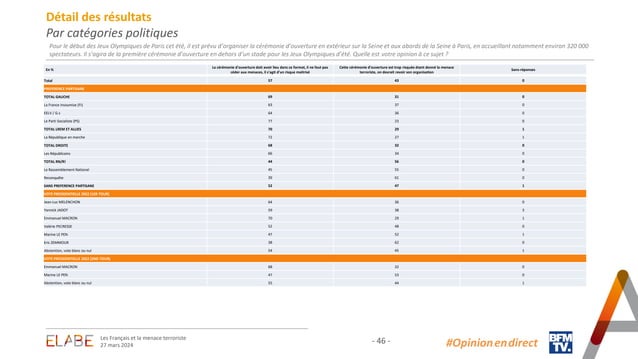 Détail des résultats
Par catégories politiques
Pour le début des Jeux Olympiques de Paris cet été, il est prévu d'organiser la cérémonie d'ouverture en extérieur sur la Seine et aux abords de la Seine à Paris, en accueillant notamment environ 320 000
spectateurs. Il s'agira de la première cérémonie d'ouverture en dehors d'un stade pour les Jeux Olympiques d'été. Quelle est votre opinion à ce sujet ?
En %
La cérémonie d'ouverture doit avoir lieu dans ce format, il ne faut pas
céder aux menaces, il s'agit d'un risque maîtrisé
Cette cérémonie d'ouverture est trop risquée étant donné la menace
terroriste, on devrait revoir son organisation
Sans réponses
Total 57 43 0
PREFERENCE PARTISANE
TOTAL GAUCHE 69 31 0
La France Insoumise (FI) 63 37 0
EELV / G.s 64 36 0
Le Parti Socialiste (PS) 77 23 0
TOTAL LREM ET ALLIES 70 29 1
La République en marche 72 27 1
TOTAL DROITE 68 32 0
Les Républicains 66 34 0
TOTAL RN/R! 44 56 0
Le Rassemblement National 45 55 0
Reconquête 39 61 0
SANS PREFERENCE PARTISANE 52 47 1
VOTE PRESIDENTIELLE 2022 (1ER TOUR)
Jean-Luc MELENCHON 64 36 0
Yannick JADOT 59 38 3
Emmanuel MACRON 70 29 1
Valérie PECRESSE 52 48 0
Marine LE PEN 47 52 1
Eric ZEMMOUR 38 62 0
Abstention, vote blanc ou nul 54 45 1
VOTE PRESIDENTIELLE 2022 (2ND TOUR)
Emmanuel MACRON 68 32 0
Marine LE PEN 47 53 0
Abstention, vote blanc ou nul 55 44 1
ELABE
Les Français et la menace terroriste
27 mars 2024
- 46 -
#Opinionendirect
BFM
TV.